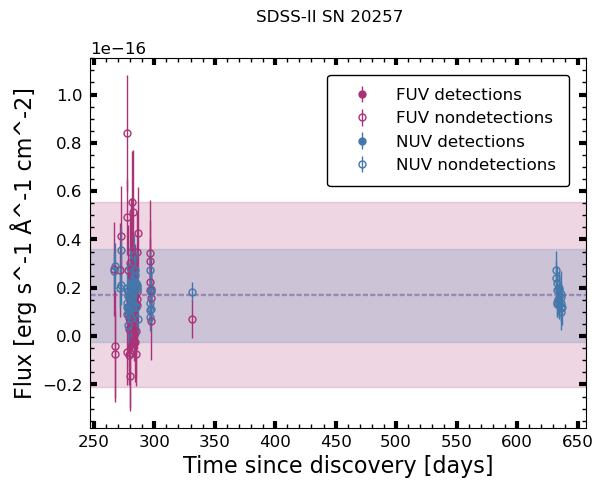 SDSS-II SN 20257
1e−16
FUV detections
FUV nondetections
NUV detections
NUV nondetections
1.0
0.8
0.6
0.4
0.2
0.0
−0.2
Flux [erg s^-1 Å^-1 cm^-2]
250 300 350 400 450 500 550 600 650
Time since discovery [days]